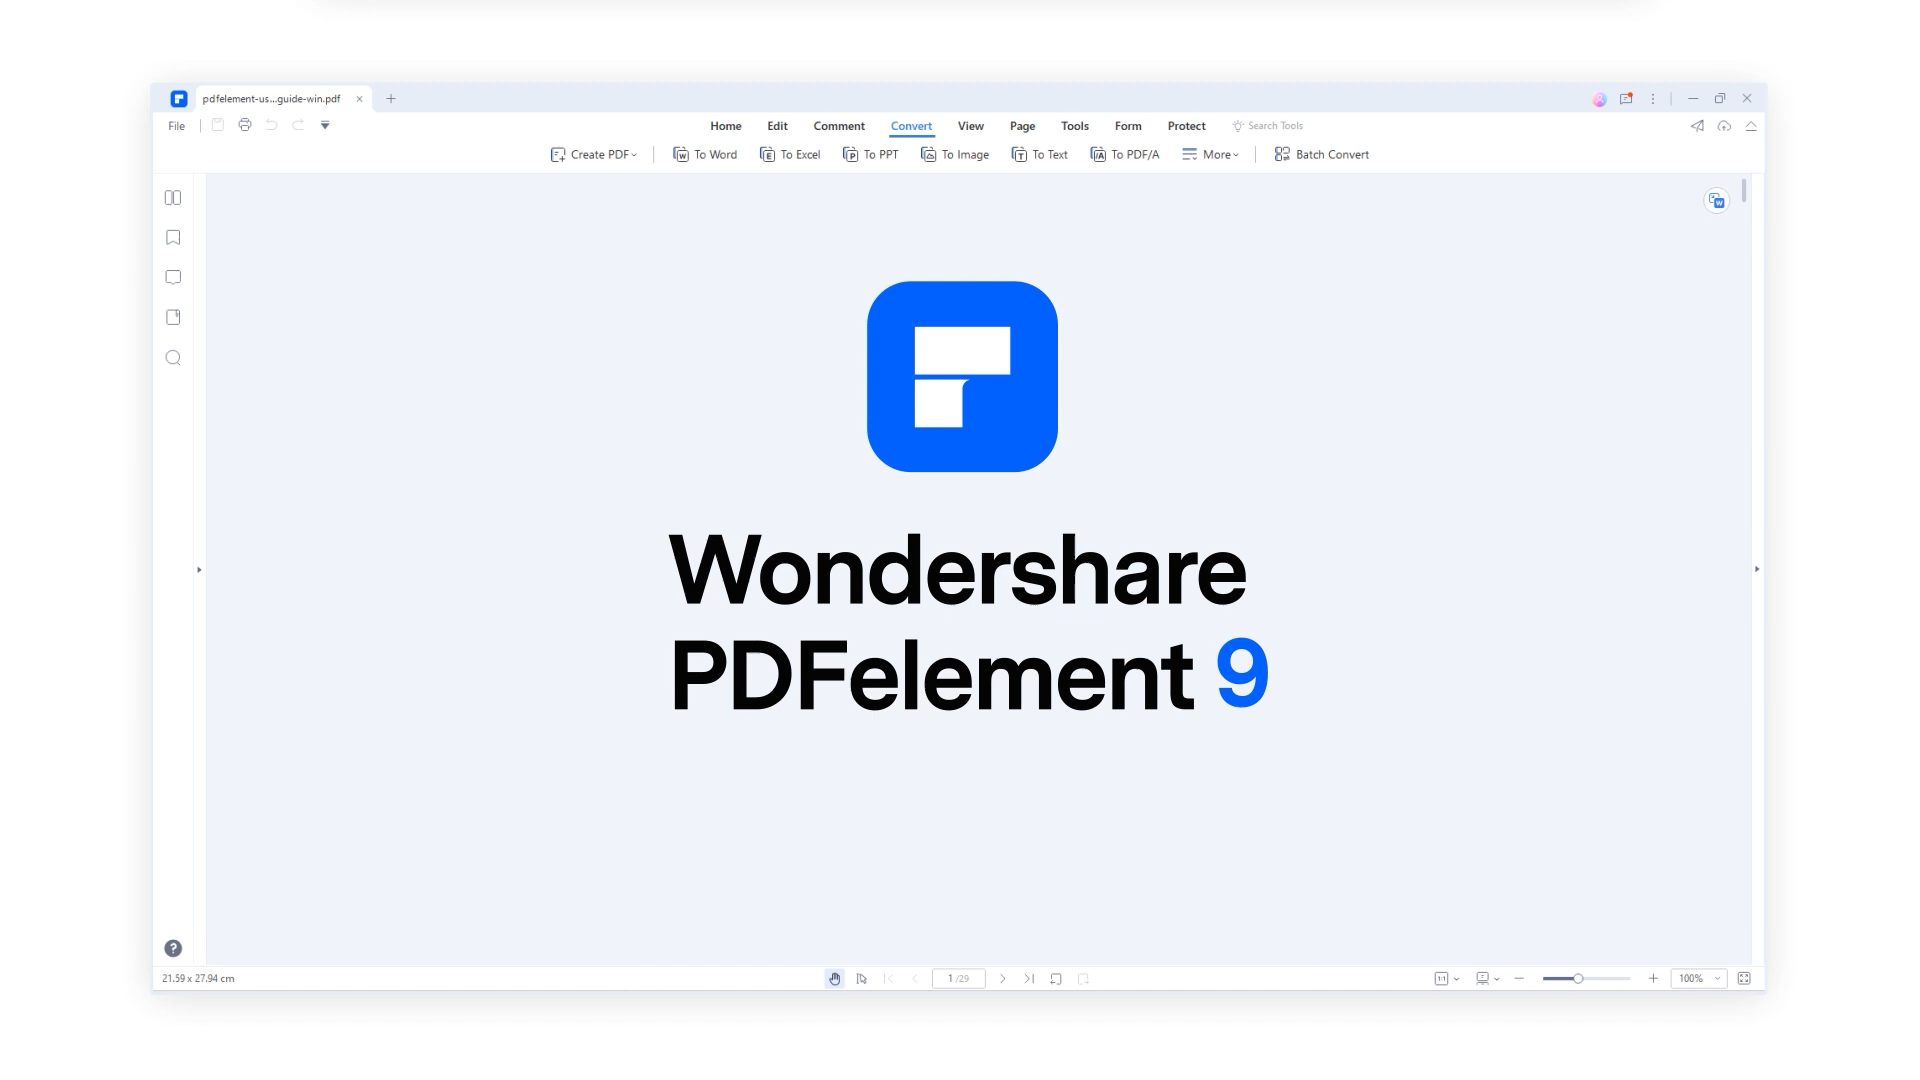 pdfelement-us...guide-win.pdf
File
Home Edit Comment Convert View Page Tools Form Protect Search Tools
Create PDF To Word To Excel To PPT To Image To Text To PDF/A More Batch Convert
Wondershare
PDFelement 9
21.59 x 27.94 cm
1 /29
100%